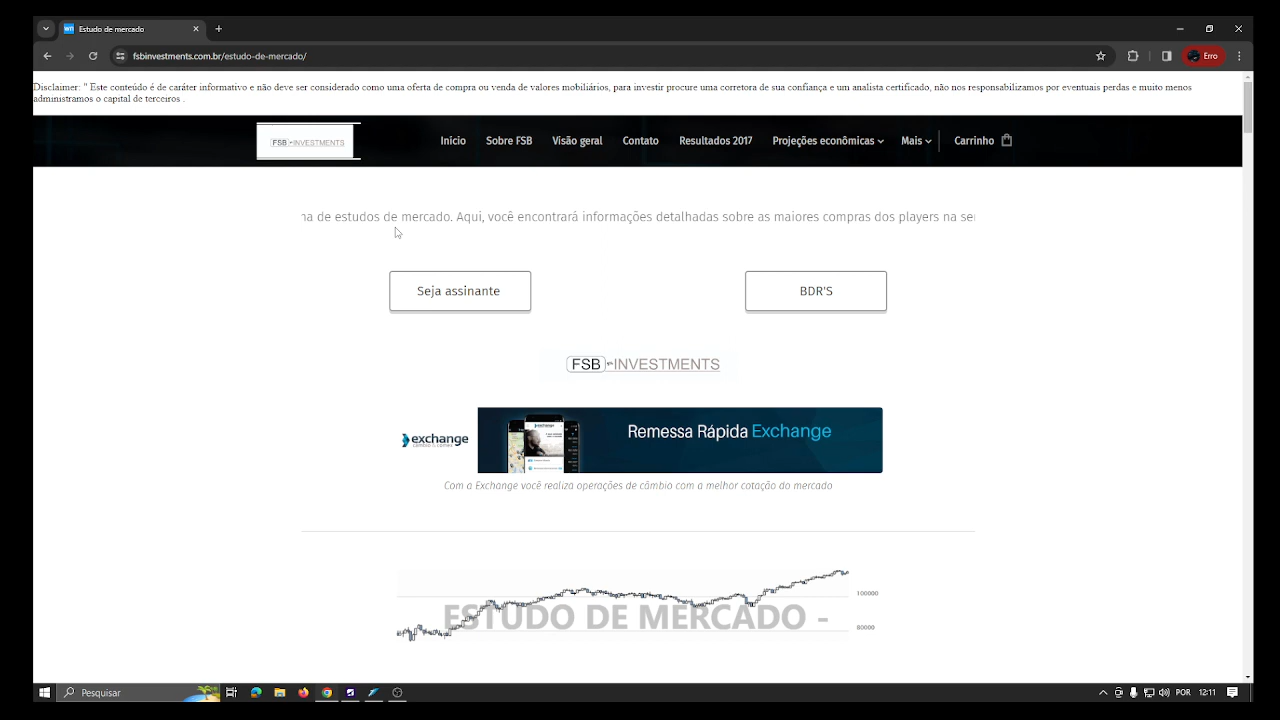 Estudo de mercado
fsbinvestments.com.br/estudo-de-mercado/
Erro
Disclaimer: " Este conteúdo é de caráter informativo e não deve ser considerado como uma oferta de compra ou venda de valores mobiliários, para investir procure uma corretora de sua confiança e um analista certificado, não nos responsabilizamos por eventuais perdas e muito menos
administramos o capital de terceiros .
FSB INVESTMENTS
Inicio Sobre FSB Visão geral Contato Resultados 2017 Projeções econômicas Mais Carrinho
na de estudos de mercado. Aqui, você encontrará informações detalhadas sobre as maiores compras dos players na se
Seja assinante BDR'S
FSB INVESTMENTS
exchange
Remessa Rápida Exchange
Com a Exchange você realiza operações de câmbio com a melhor cotação do mercado
100000
ESTUDO DE MERCADO -
80000
Pesquisar
POR 12:11